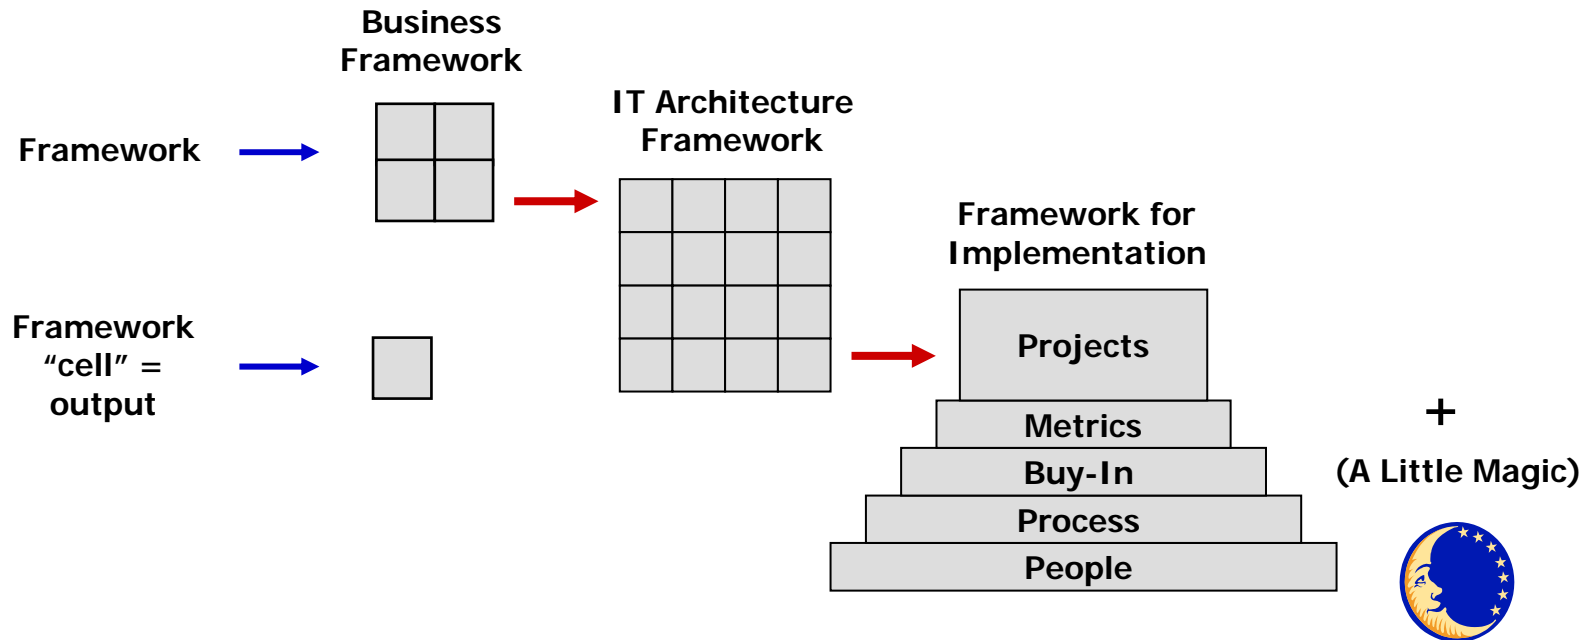 Business
Framework
IT Architecture
Framework
Framework
Framework for
Implementation
Framework
“cell” =
output
Projects
Metrics
Buy-In
Process
People
+
(A Little Magic)